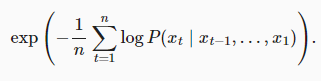 exp ( − 1/n ∑_{t=1}^{n} log P(x_t | x_{t−1}, …, x_1) ) .